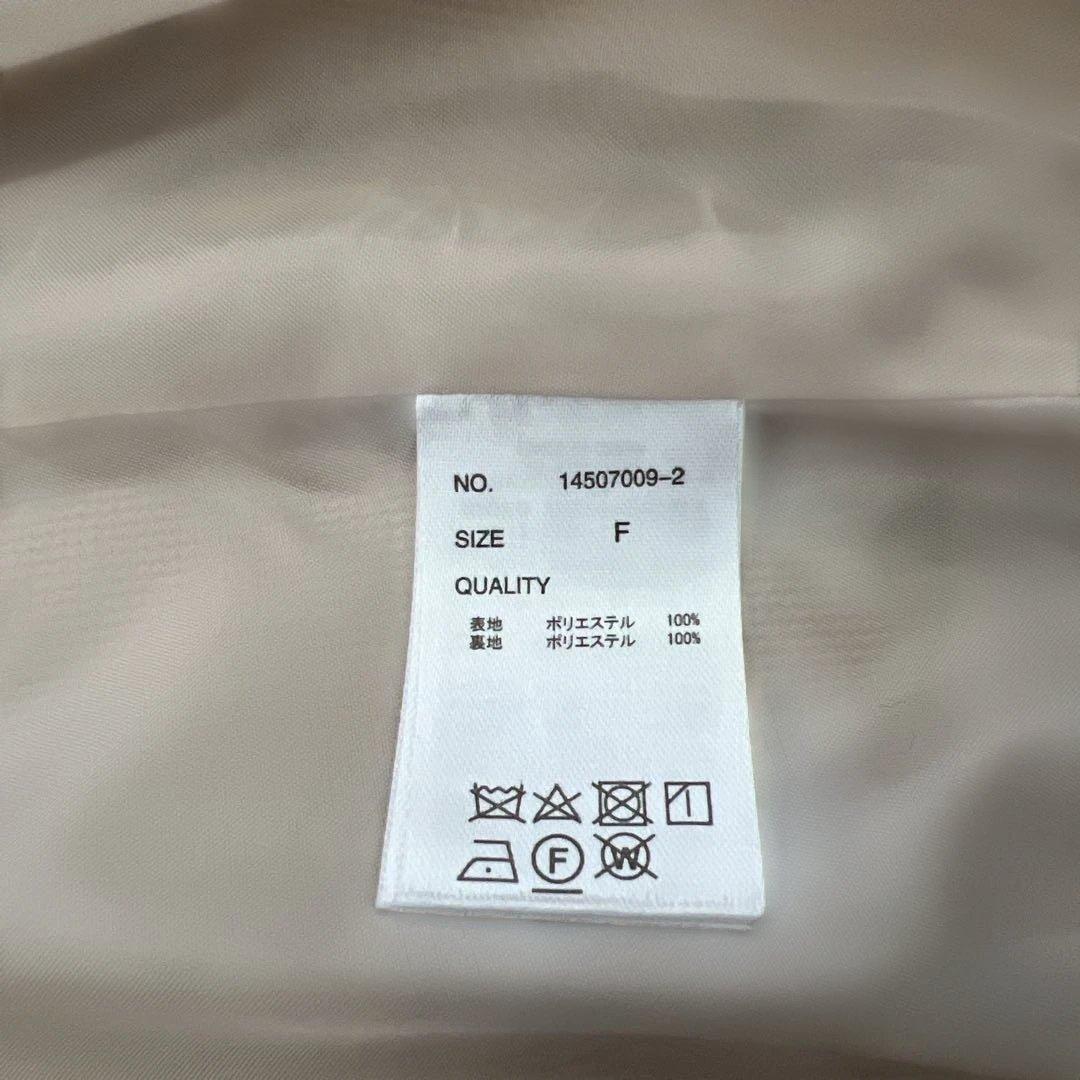 NO. 14507009-2
SIZE F
QUALITY
表地 ポリエステル 100%
裏地 ポリエステル 100%
F W